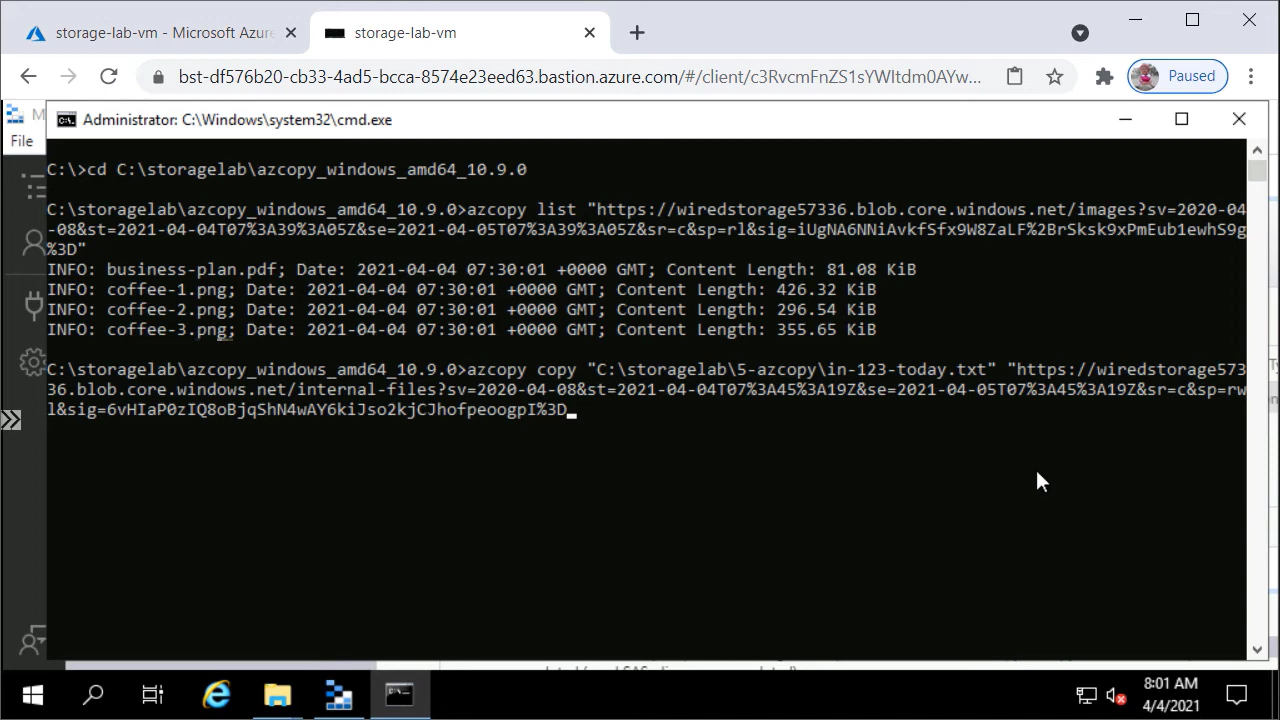 storage-lab-vm - Microsoft Azure
storage-lab-vm
bst-df576b20-cb33-4ad5-bcca-8574e23eed63.bastion.azure.com/#/client/c3RvcmFnZS1sYWItdm0AYw...
Paused
M
File
Administrator: C:\Windows\system32\cmd.exe
C:\>cd C:\storagelab\azcopy_windows_amd64_10.9.0
C:\storagelab\azcopy_windows_amd64_10.9.0>azcopy list "https://wiredstorage57336.blob.core.windows.net/images?sv=2020-04
-08&st=2021-04-04T07%3A39%3A05Z&se=2021-04-05T07%3A39%3A05Z&sr=c&sp=rl&sig=iUgNA6NNiAvkfSfx9W8ZaLF%2BrSksk9xPmEub1ewhS9g
%3D"
INFO: business-plan.pdf; Date: 2021-04-04 07:30:01 +0000 GMT; Content Length: 81.08 KiB
INFO: coffee-1.png; Date: 2021-04-04 07:30:01 +0000 GMT; Content Length: 426.32 KiB
INFO: coffee-2.png; Date: 2021-04-04 07:30:01 +0000 GMT; Content Length: 296.54 KiB
INFO: coffee-3.png; Date: 2021-04-04 07:30:01 +0000 GMT; Content Length: 355.65 KiB
C:\storagelab\azcopy_windows_amd64_10.9.0>azcopy copy "C:\storagelab\5-azcopy\in-123-today.txt" "https://wiredstorage573
36.blob.core.windows.net/internal-files?sv=2020-04-08&st=2021-04-04T07%3A45%3A19Z&se=2021-04-05T07%3A45%3A19Z&sr=c&sp=rw
l&sig=6vHIaP0zIQ8oBjqShN4wAY6kiJso2kjCJhofpeoogpI%3D
8:01 AM
4/4/2021